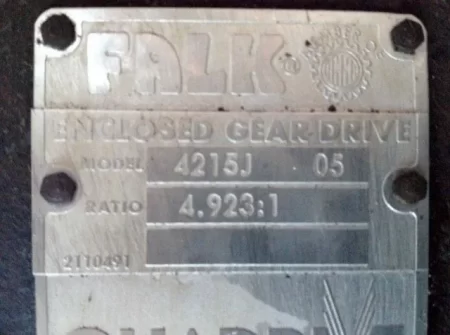 FALK®
ENCLOSED GEAR DRIVE
MODEL 4215J 05
RATIO 4.923:1
2110491